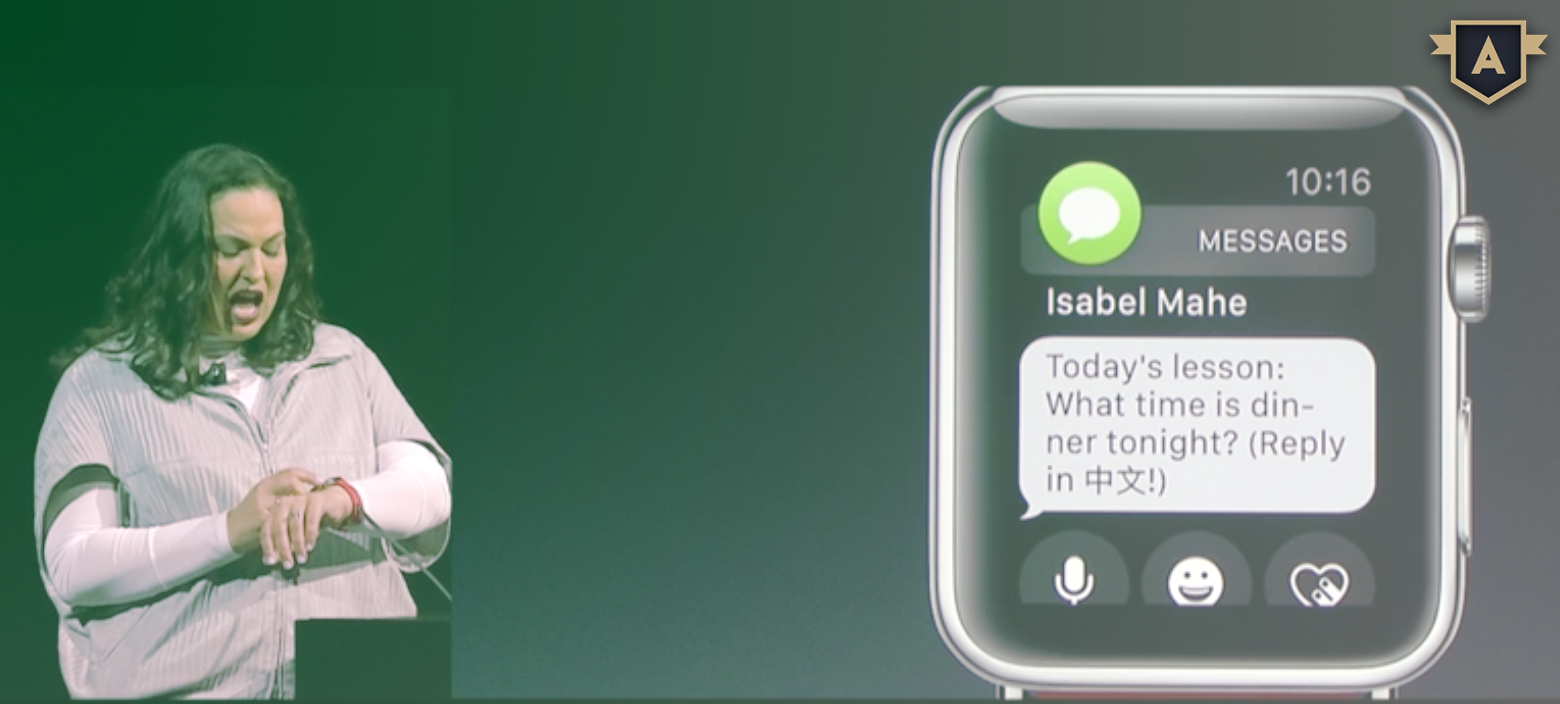 A
10:16
MESSAGES
Isabel Mahe
Today's lesson:
What time is din-
ner tonight? (Reply
in 中文!)